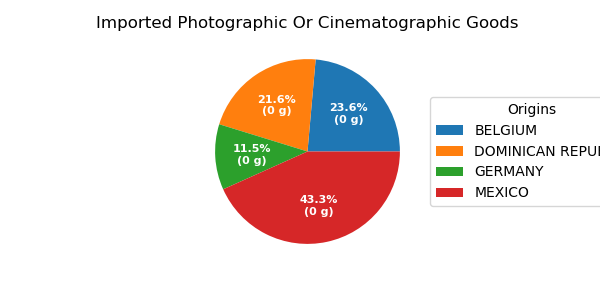 Imported Photographic Or Cinematographic Goods
23.6%
(0 g)
21.6%
(0 g)
11.5%
(0 g)
43.3%
(0 g)
Origins
BELGIUM
DOMINICAN
GERMANY
MEXICO